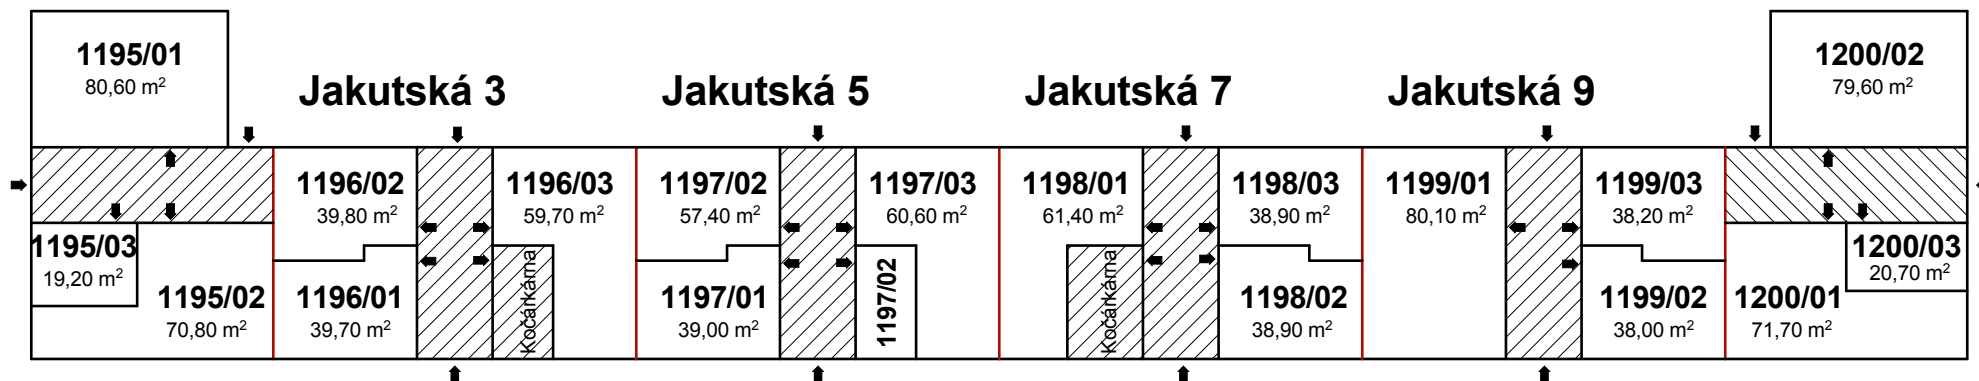 1195/01
80,60 m²
Jakutská 3
Jakutská 5
Jakutská 7
Jakutská 9
1200/02
79,60 m²
1196/02
39,80 m²
1196/03
59,70 m²
1197/02
57,40 m²
1197/03
60,60 m²
1198/01
61,40 m²
1198/03
38,90 m²
1199/01
80,10 m²
1199/03
38,20 m²
1195/03
19,20 m²
1195/02
70,80 m²
1196/01
39,70 m²
Kočárkárna
1197/01
39,00 m²
1197/02
Kočárkárna
1198/02
38,90 m²
1199/02
38,00 m²
1200/01
71,70 m²
1200/03
20,70 m²